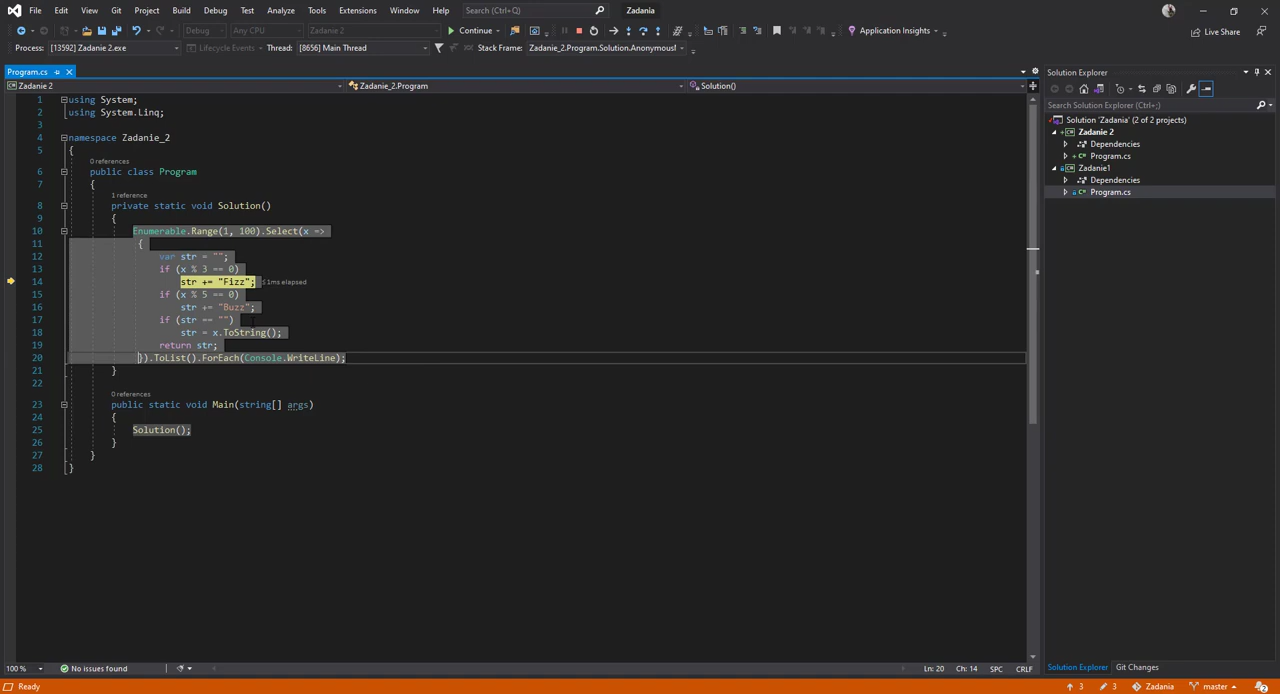 File Edit View Git Project Build Debug Test Analyze Tools Extensions Window Help Search (Ctrl+Q) Zadania
Debug Any CPU Zadanie 2 Continue Application Insights Live Share
Process: [13592] Zadanie 2.exe Lifecycle Events Thread: [8656] Main Thread Stack Frame: Zadanie_2.Program.Solution.Anonymous
Program.cs
Zadanie 2 Zadanie_2.Program Solution()
1 using System;
2 using System.Linq;
3
4 namespace Zadanie_2
5 {
0 references
6 public class Program
7 {
1 reference
8 private static void Solution()
9 {
10 Enumerable.Range(1, 100).Select(x =>
11 {
12 var str = "";
13 if (x % 3 == 0)
14 str += "Fizz"; ≤1ms elapsed
15 if (x % 5 == 0)
16 str += "Buzz";
17 if (str == "")
18 str = x.ToString();
19 return str;
20 }).ToList().ForEach(Console.WriteLine);
21 }
22
0 references
23 public static void Main(string[] args)
24 {
25 Solution();
26 }
27 }
28 }
Solution Explorer
Search Solution Explorer (Ctrl+;)
Solution 'Zadania' (2 of 2 projects)
Zadanie 2
Dependencies
Program.cs
Zadanie1
Dependencies
Program.cs
100 % No issues found Ln: 20 Ch: 14 SPC CRLF
Solution Explorer Git Changes
Ready 3 3 Zadania master 2